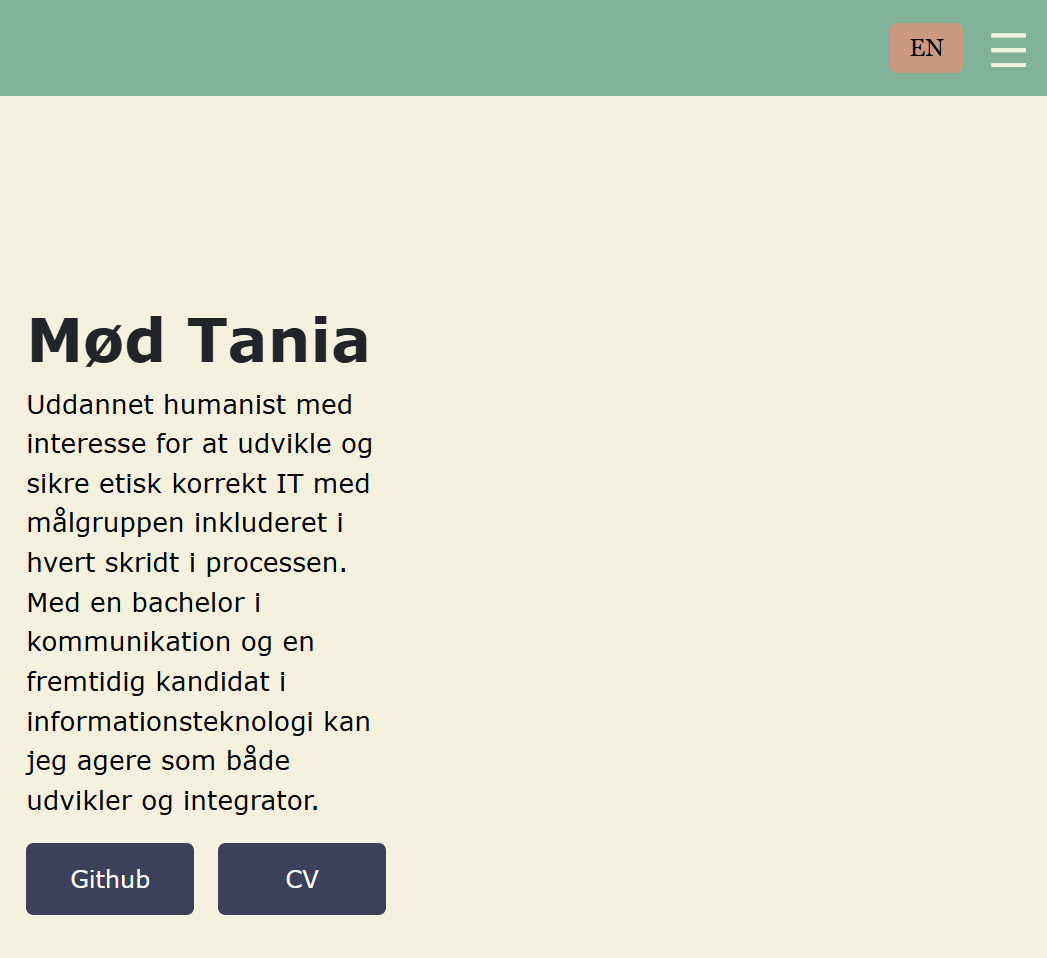 EN
Mød Tania
Uddannet humanist med
interesse for at udvikle og
sikre etisk korrekt IT med
målgruppen inkluderet i
hvert skridt i processen.
Med en bachelor i
kommunikation og en
fremtidig kandidat i
informationsteknologi kan
jeg agere som både
udvikler og integrator.
Github
CV